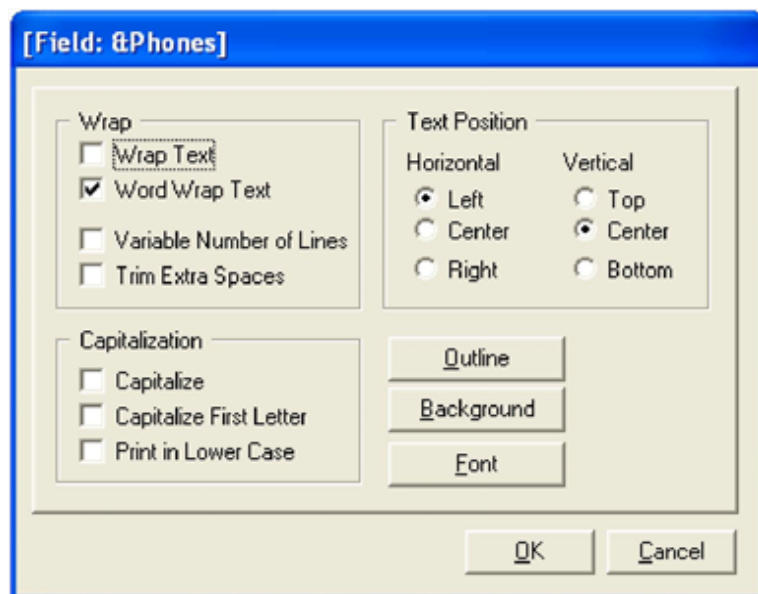 [Field: &Phones]
Wrap
Wrap Text
Word Wrap Text
Variable Number of Lines
Trim Extra Spaces
Text Position
Horizontal Vertical
Left Top
Center Center
Right Bottom
Capitalization
Capitalize
Capitalize First Letter
Print in Lower Case
Outline
Background
Font
OK Cancel